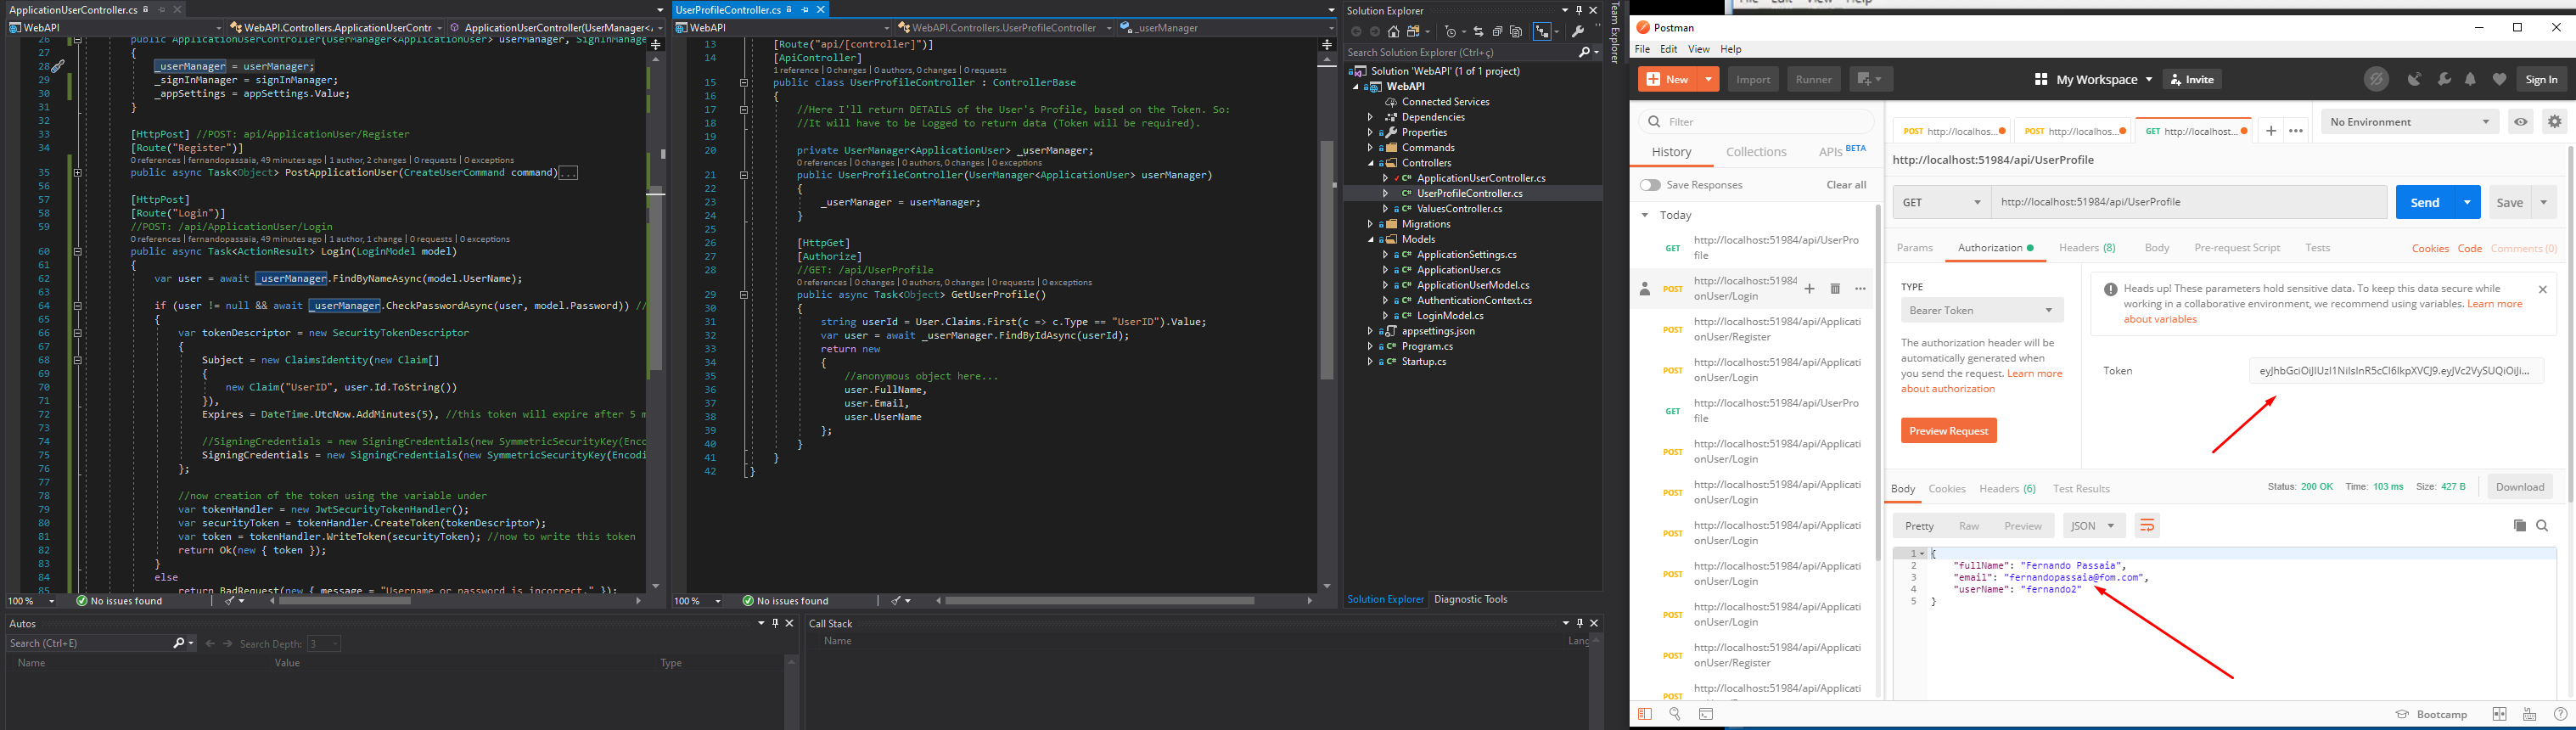 ApplicationUserController.cs
WebAPI
WebAPI.Controllers.ApplicationUserContr
ApplicationUserController(UserManager<A
26 public ApplicationUserController(UserManager<ApplicationUser> userManager, SignInManager
27 {
28 _userManager = userManager;
29 _signInManager = signInManager;
30 _appSettings = appSettings.Value;
31 }
32
33 [HttpPost] //POST: api/ApplicationUser/Register
34 [Route("Register")]
0 references | fernandopassaia, 49 minutes ago | 1 author, 2 changes | 0 requests | 0 exceptions
35 public async Task<Object> PostApplicationUser(CreateUserCommand command)...
56
57 [HttpPost]
58 [Route("Login")]
59 //POST: /api/ApplicationUser/Login
0 references | fernandopassaia, 49 minutes ago | 1 author, 1 change | 0 requests | 0 exceptions
60 public async Task<ActionResult> Login(LoginModel model)
61 {
62 var user = await _userManager.FindByNameAsync(model.UserName);
63
64 if (user != null && await _userManager.CheckPasswordAsync(user, model.Password)) //
65 {
66 var tokenDescriptor = new SecurityTokenDescriptor
67 {
68 Subject = new ClaimsIdentity(new Claim[]
69 {
70 new Claim("UserID", user.Id.ToString())
71 }),
72 Expires = DateTime.UtcNow.AddMinutes(5), //this token will expire after 5 m
73
74 //SigningCredentials = new SigningCredentials(new SymmetricSecurityKey(Enco
75 SigningCredentials = new SigningCredentials(new SymmetricSecurityKey(Encodi
76 };
77
78 //now creation of the token using the variable under
79 var tokenHandler = new JwtSecurityTokenHandler();
80 var securityToken = tokenHandler.CreateToken(tokenDescriptor);
81 var token = tokenHandler.WriteToken(securityToken); //now to write this token
82 return Ok(new { token });
83 }
84 else
85 return BadRequest(new { message = "Username or password is incorrect." });
100 %
No issues found
UserProfileController.cs
WebAPI
WebAPI.Controllers.UserProfileController
_userManager
13 [Route("api/[controller]")]
14 [ApiController]
1 reference | 0 changes | 0 authors, 0 changes | 0 requests
15 public class UserProfileController : ControllerBase
16 {
17 //Here I'll return DETAILS of the User's Profile, based on the Token. So:
18 //It will have to be Logged to return data (Token will be required).
19
20 private UserManager<ApplicationUser> _userManager;
0 references | 0 changes | 0 authors, 0 changes | 0 requests | 0 exceptions
21 public UserProfileController(UserManager<ApplicationUser> userManager)
22 {
23 _userManager = userManager;
24 }
25
26 [HttpGet]
27 [Authorize]
28 //GET: /api/UserProfile
0 references | 0 changes | 0 authors, 0 changes | 0 requests | 0 exceptions
29 public async Task<Object> GetUserProfile()
30 {
31 string userId = User.Claims.First(c => c.Type == "UserID").Value;
32 var user = await _userManager.FindByIdAsync(userId);
33 return new
34 {
35 //anonymous object here...
36 user.FullName,
37 user.Email,
38 user.UserName
39 };
40 }
41 }
42 }
100 %
No issues found
Solution Explorer
Search Solution Explorer (Ctrl+ç)
Solution 'WebAPI' (1 of 1 project)
WebAPI
Connected Services
Dependencies
Properties
Commands
Controllers
ApplicationUserController.cs
UserProfileController.cs
ValuesController.cs
Migrations
Models
ApplicationSettings.cs
ApplicationUser.cs
ApplicationUserModel.cs
AuthenticationContext.cs
LoginModel.cs
appsettings.json
Program.cs
Startup.cs
Solution Explorer
Diagnostic Tools
Team Explorer
Autos
Search (Ctrl+E)
Search Depth: 3
Name
Value
Type
Call Stack
Name
Lang
File Edit View Help
Postman
File Edit View Help
New
Import
Runner
My Workspace
Invite
Sign In
Filter
History
Collections
APIs BETA
Save Responses
Clear all
Today
GET http://localhost:51984/api/UserPro
file
POST http://localhost:51984
onUser/Login
POST http://localhost:51984/api/Applicati
onUser/Register
POST http://localhost:51984/api/Applicati
onUser/Login
GET http://localhost:51984/api/UserPro
file
POST http://localhost:51984/api/Applicati
onUser/Login
POST http://localhost:51984/api/Applicati
onUser/Login
POST http://localhost:51984/api/Applicati
onUser/Login
POST http://localhost:51984/api/Applicati
onUser/Login
POST http://localhost:51984/api/Applicati
onUser/Login
POST http://localhost:51984/api/Applicati
onUser/Register
POST http://localhost:51984/api/Applicati
POST http://localhos...
POST http://localhos...
GET http://localhost...
No Environment
http://localhost:51984/api/UserProfile
GET
http://localhost:51984/api/UserProfile
Send
Save
Params
Authorization
Headers (8)
Body
Pre-request Script
Tests
Cookies Code Comments (0)
TYPE
Bearer Token
The authorization header will be
automatically generated when
you send the request. Learn more
about authorization
Preview Request
Heads up! These parameters hold sensitive data. To keep this data secure while
working in a collaborative environment, we recommend using variables. Learn more
about variables
Token
Body
Cookies
Headers (6)
Test Results
Status: 200 OK Time: 103 ms Size: 427 B
Download
Pretty
Raw
Preview
JSON
1 {
2 "fullName": "Fernando Passaia",
3 "email": "fernandopassaia@fom.com",
4 "userName": "fernando2"
5 }
Bootcamp